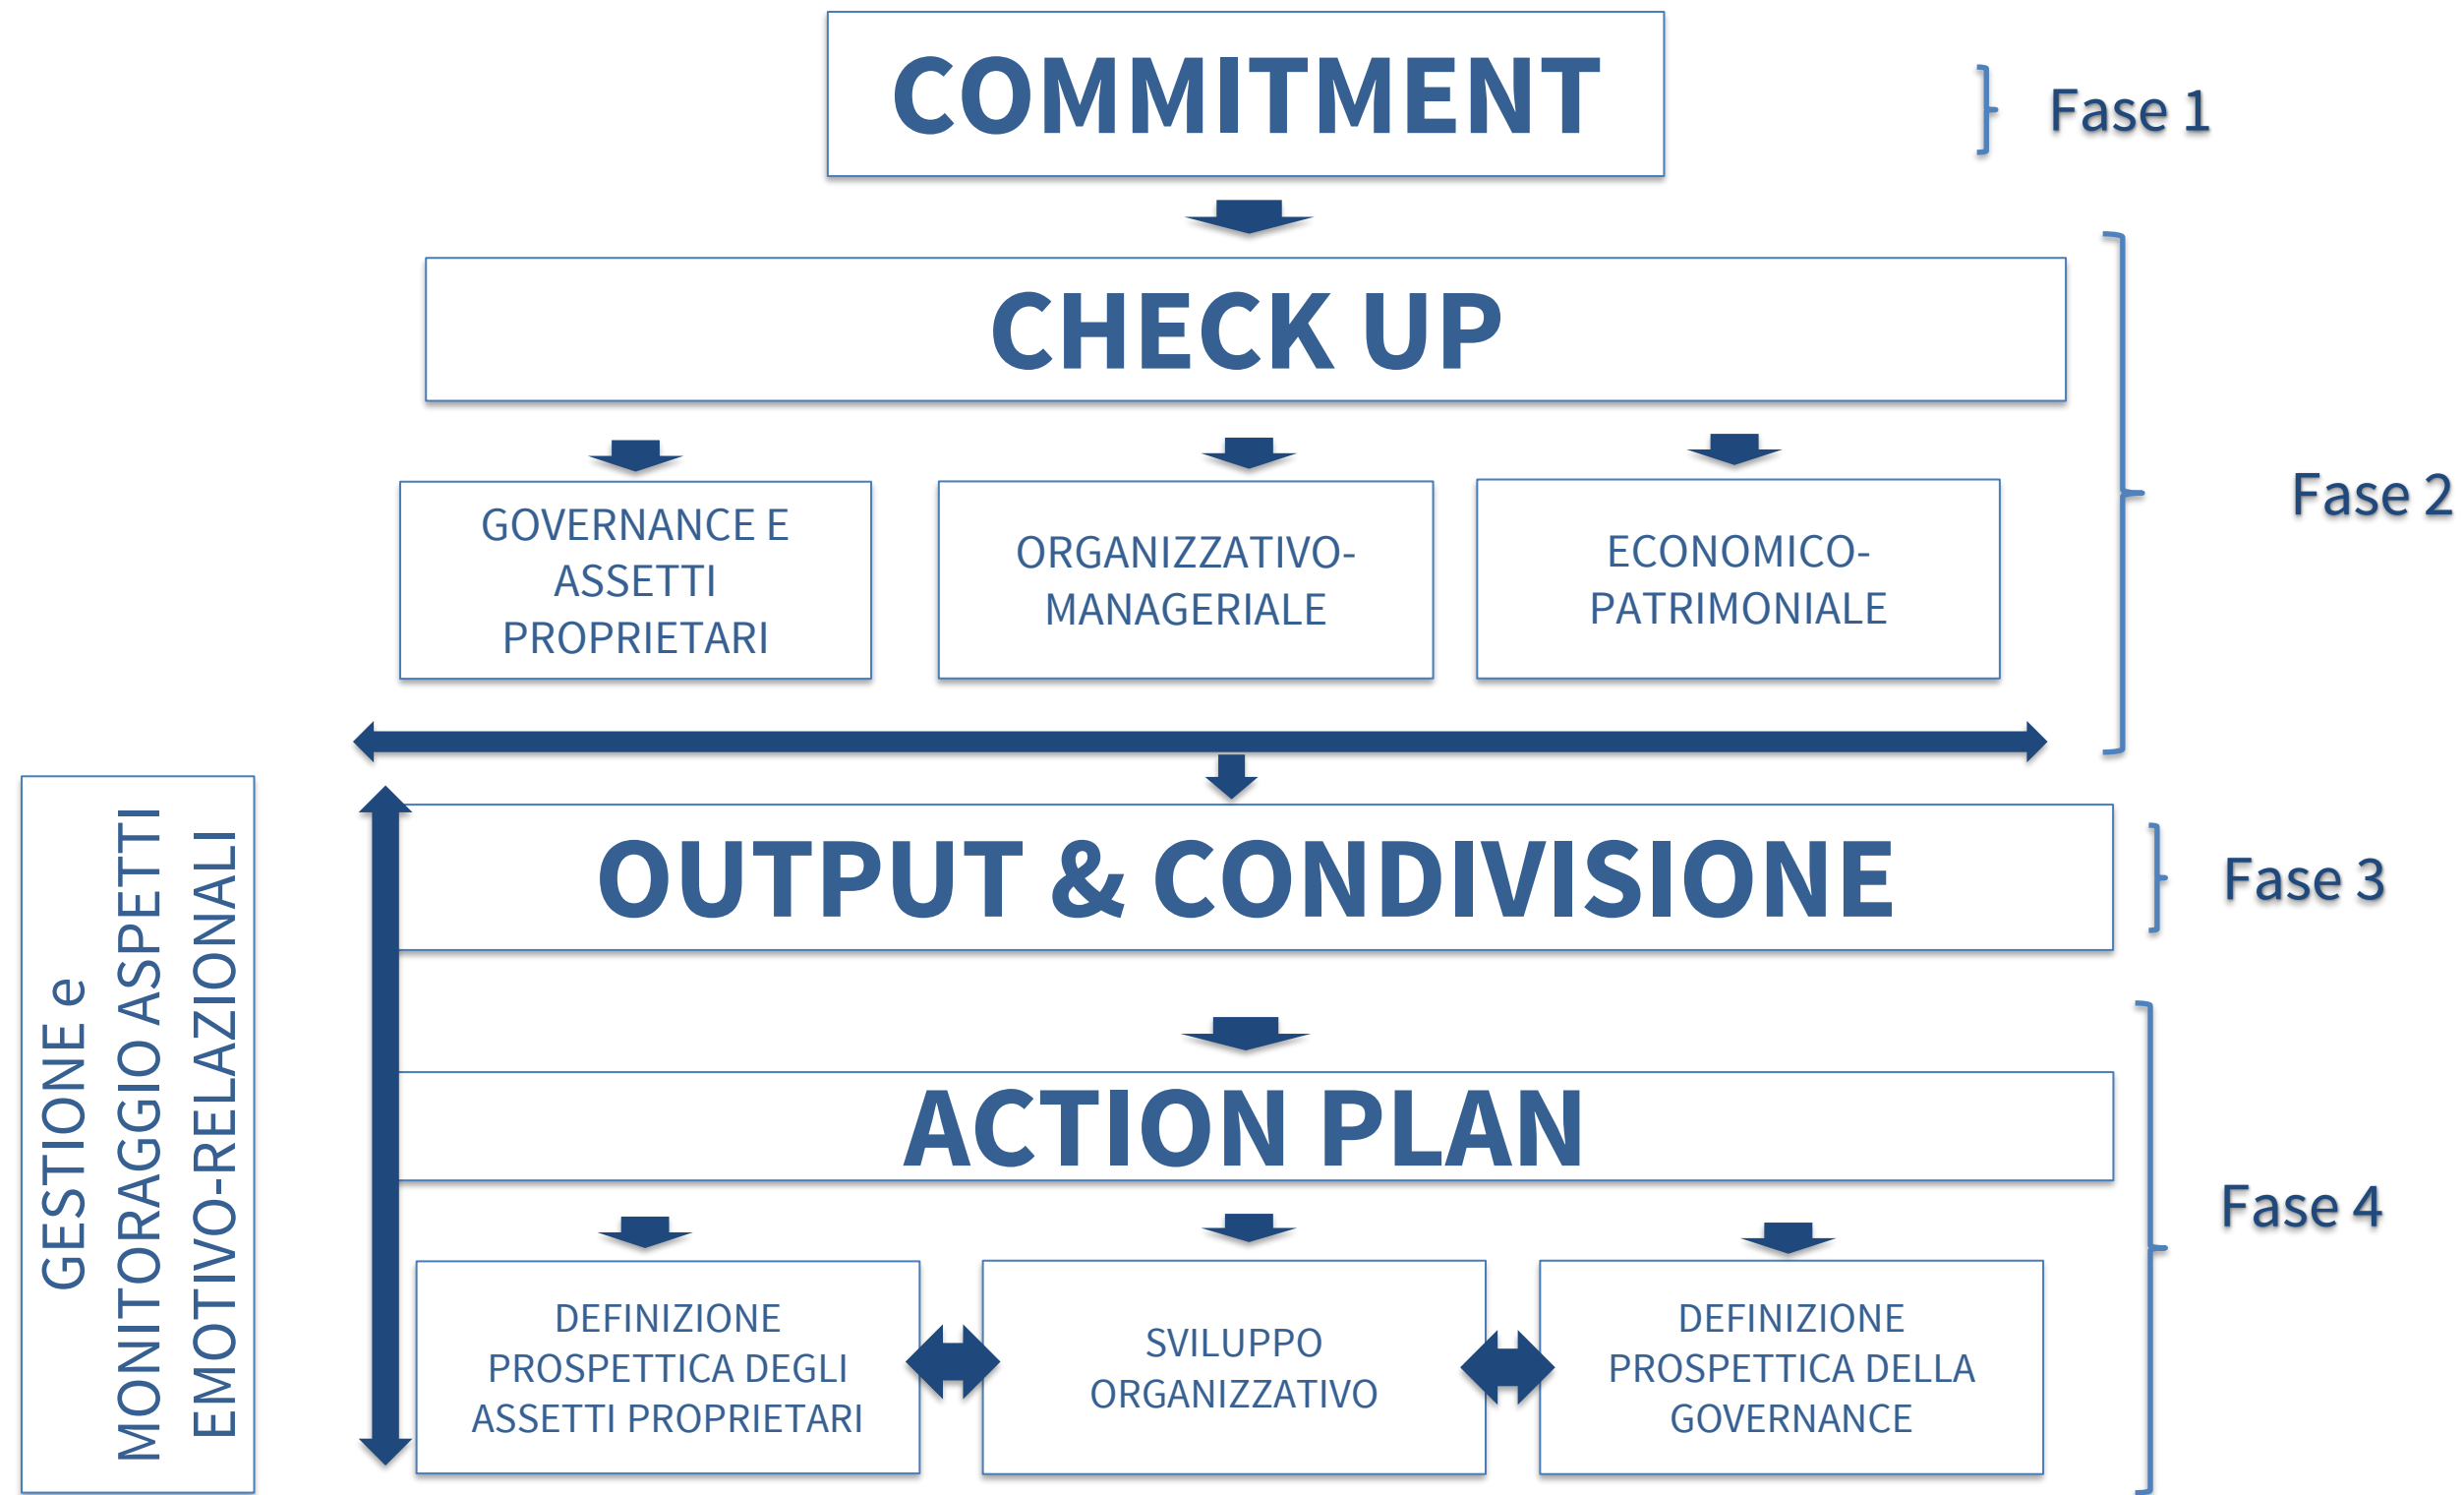 COMMITMENT
Fase 1
CHECK UP
Fase 2
GOVERNANCE E
ASSETTI
PROPRIETARI
ORGANIZZATIVO-
MANAGERIALE
ECONOMICO-
PATRIMONIALE
OUTPUT & CONDIVISIONE
Fase 3
GESTIONE e
MONITORAGGIO ASPETTI
EMOTIVO-RELAZIONALI
ACTION PLAN
Fase 4
DEFINIZIONE
PROSPETTICA DEGLI
ASSETTI PROPRIETARI
SVILUPPO
ORGANIZZATIVO
DEFINIZIONE
PROSPETTICA DELLA
GOVERNANCE